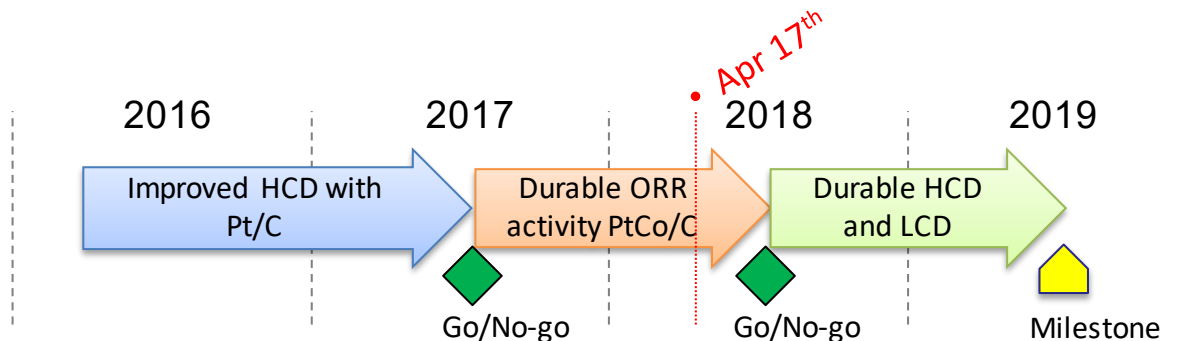 Apr 17th
2016
2017
2018
2019
Improved HCD with
Pt/C
Durable ORR
activity PtCo/C
Durable HCD
and LCD
Go/No-go
Go/No-go
Milestone